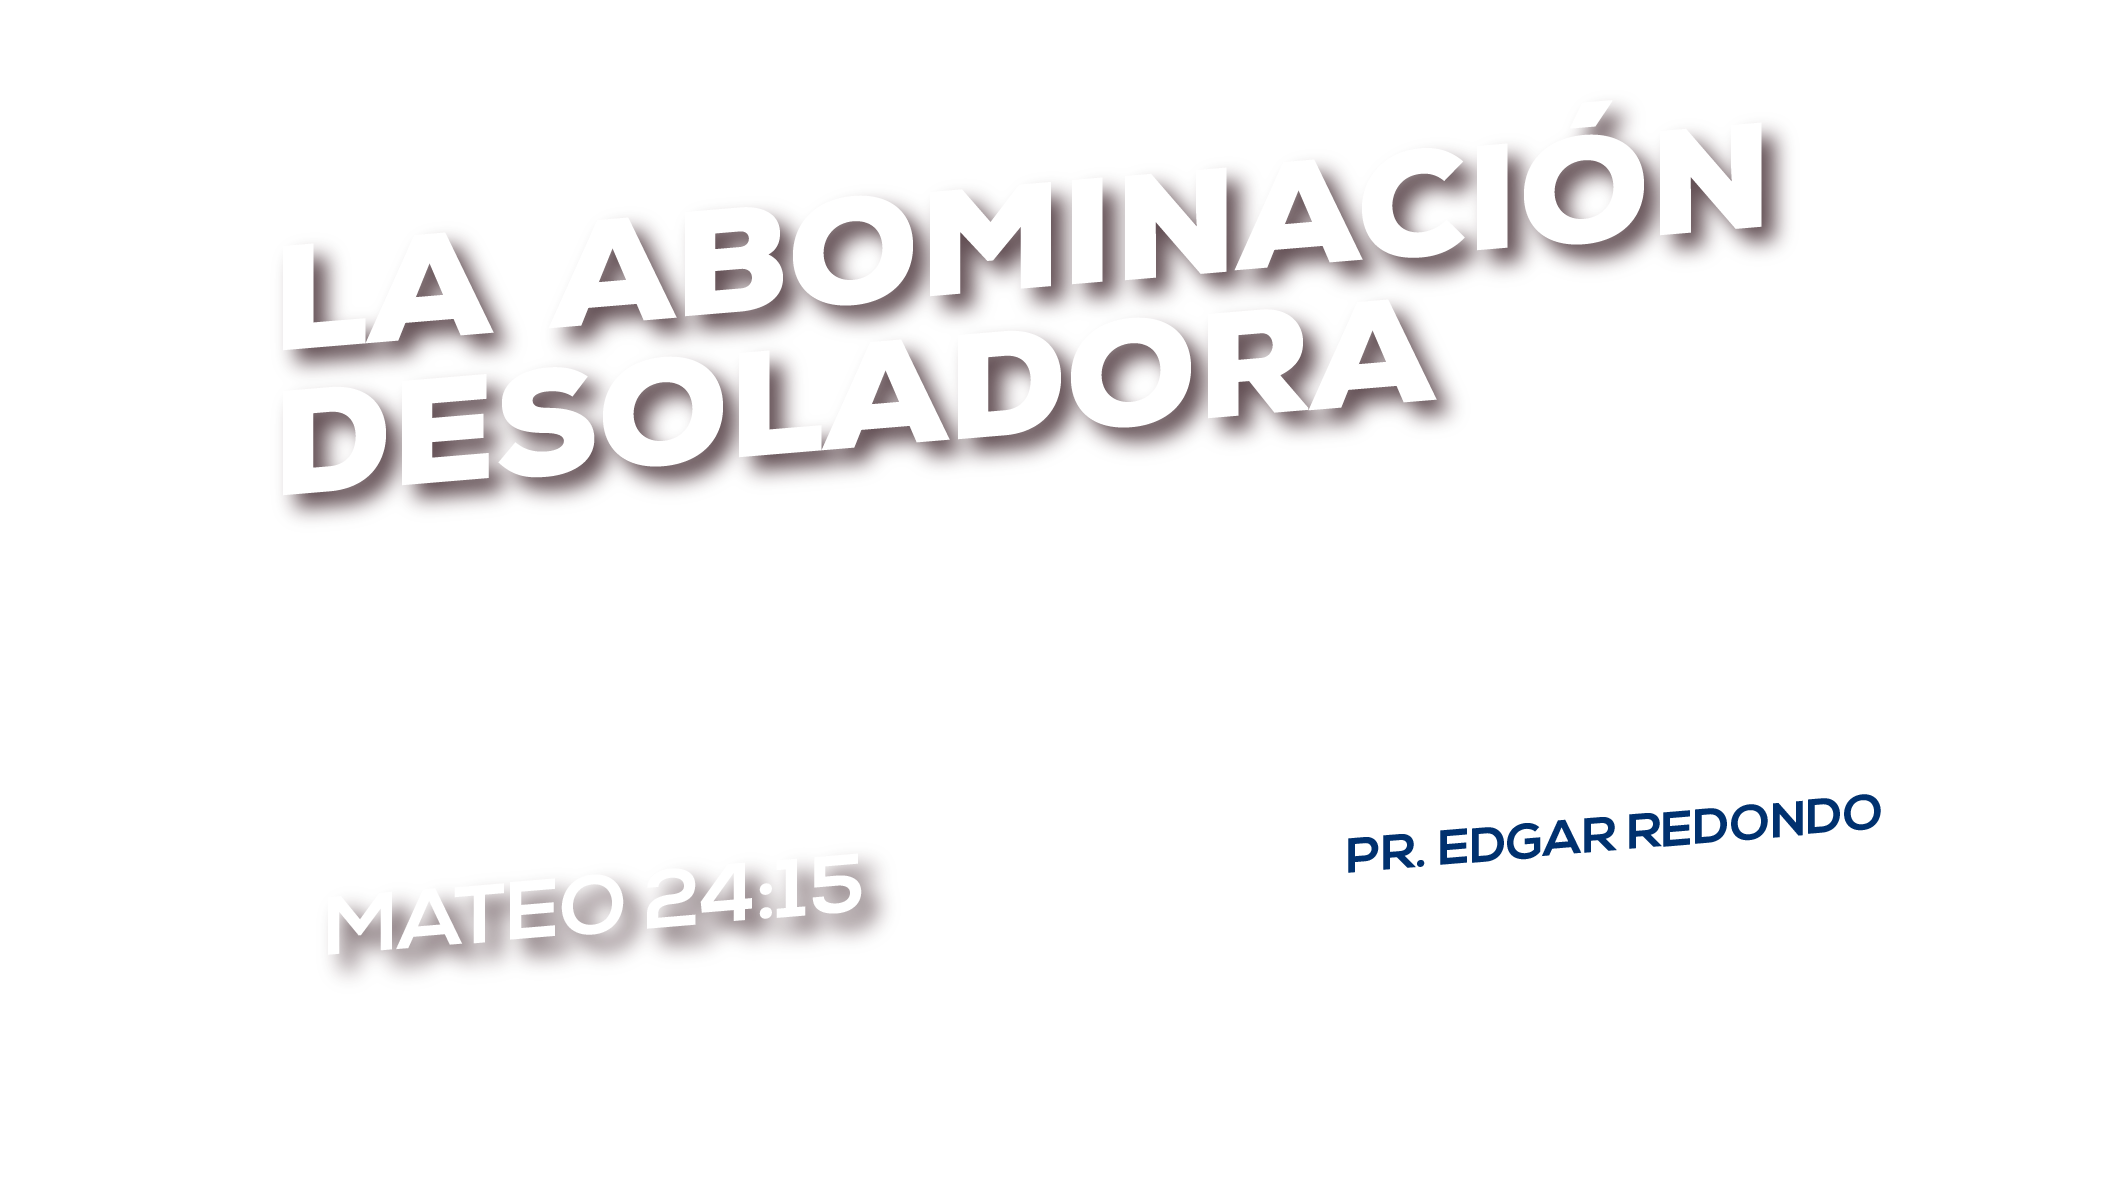 LA ABOMINACIÓN
DESOLADORA
PR. EDGAR REDONDO
MATEO 24:15